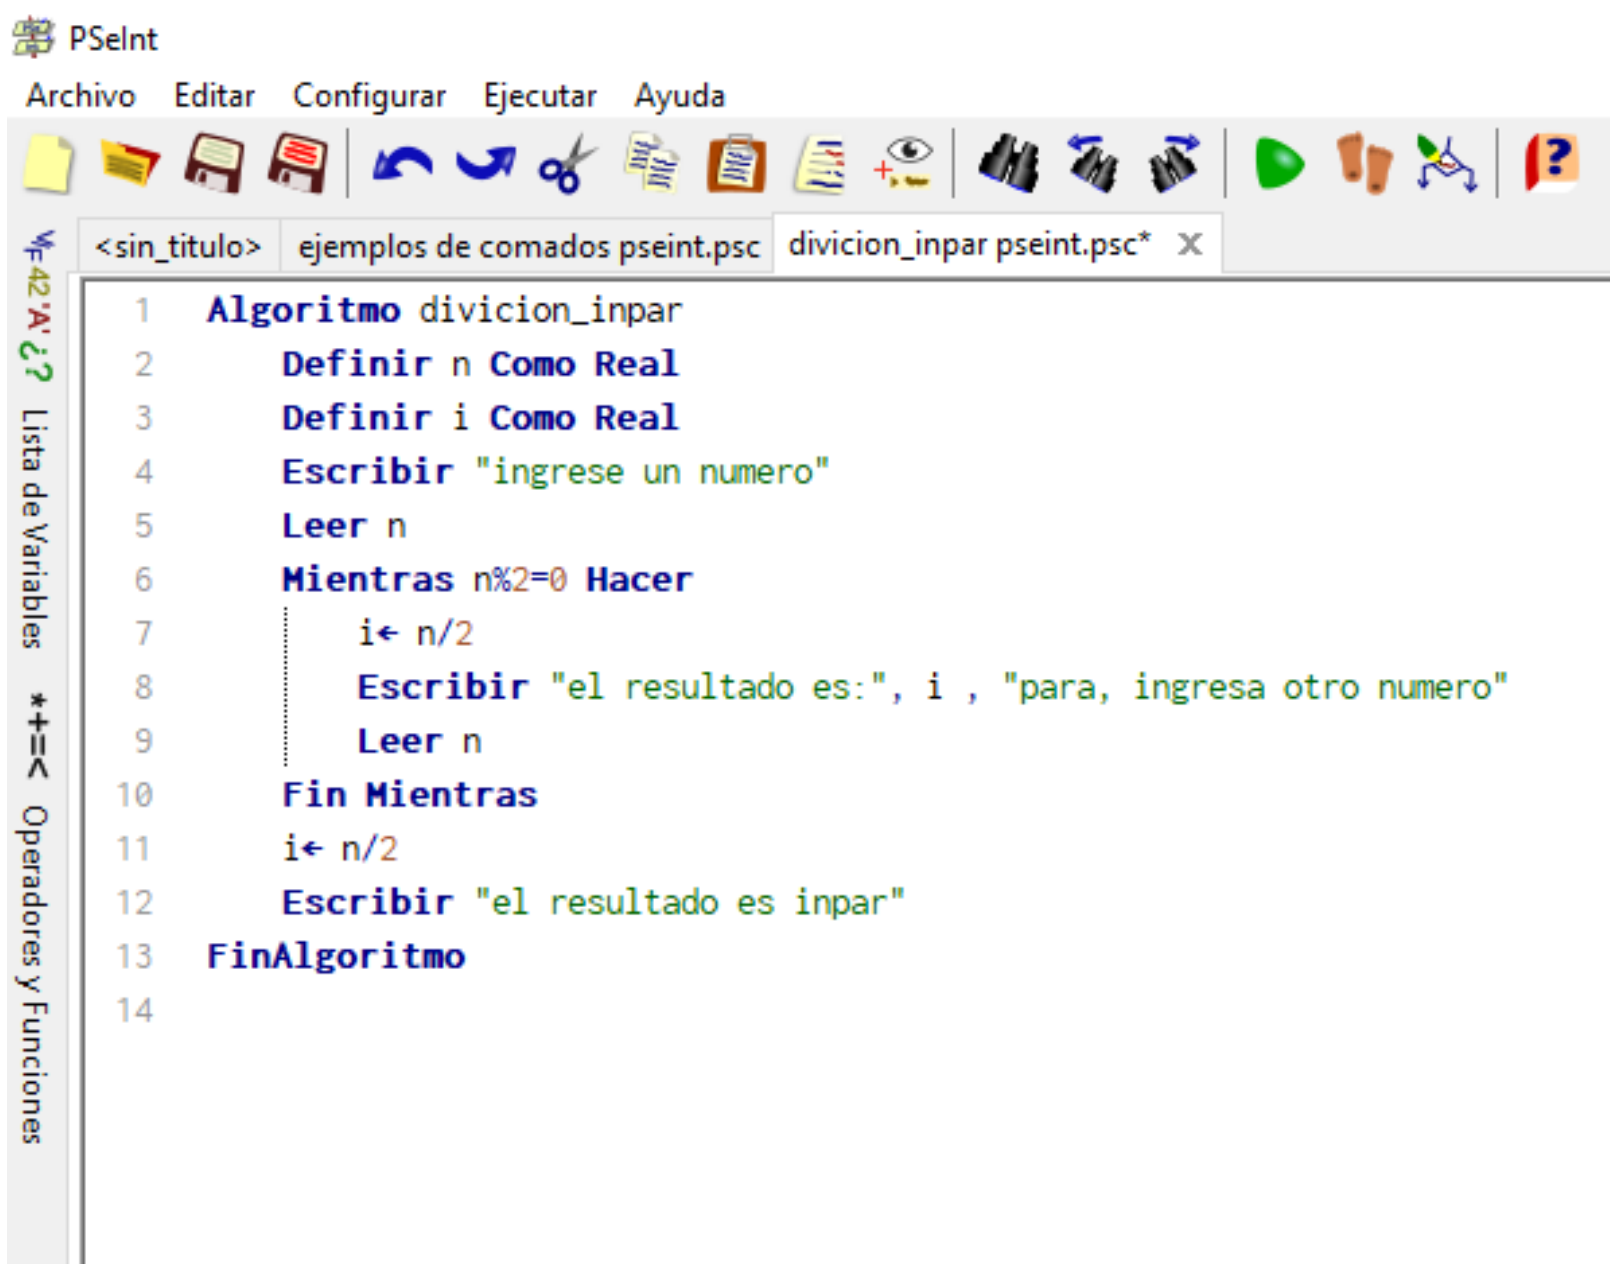 PSeInt
Archivo Editar Configurar Ejecutar Ayuda
<sin_titulo> ejemplos de comados pseint.psc divicion_inpar pseint.psc* X
42 'A' ¿? Lista de Variables *+=< Operadores y Funciones
1 Algoritmo divicion_inpar
2 Definir n Como Real
3 Definir i Como Real
4 Escribir "ingrese un numero"
5 Leer n
6 Mientras n%2=0 Hacer
7 i← n/2
8 Escribir "el resultado es:", i , "para, ingresa otro numero"
9 Leer n
10 Fin Mientras
11 i← n/2
12 Escribir "el resultado es inpar"
13 FinAlgoritmo
14